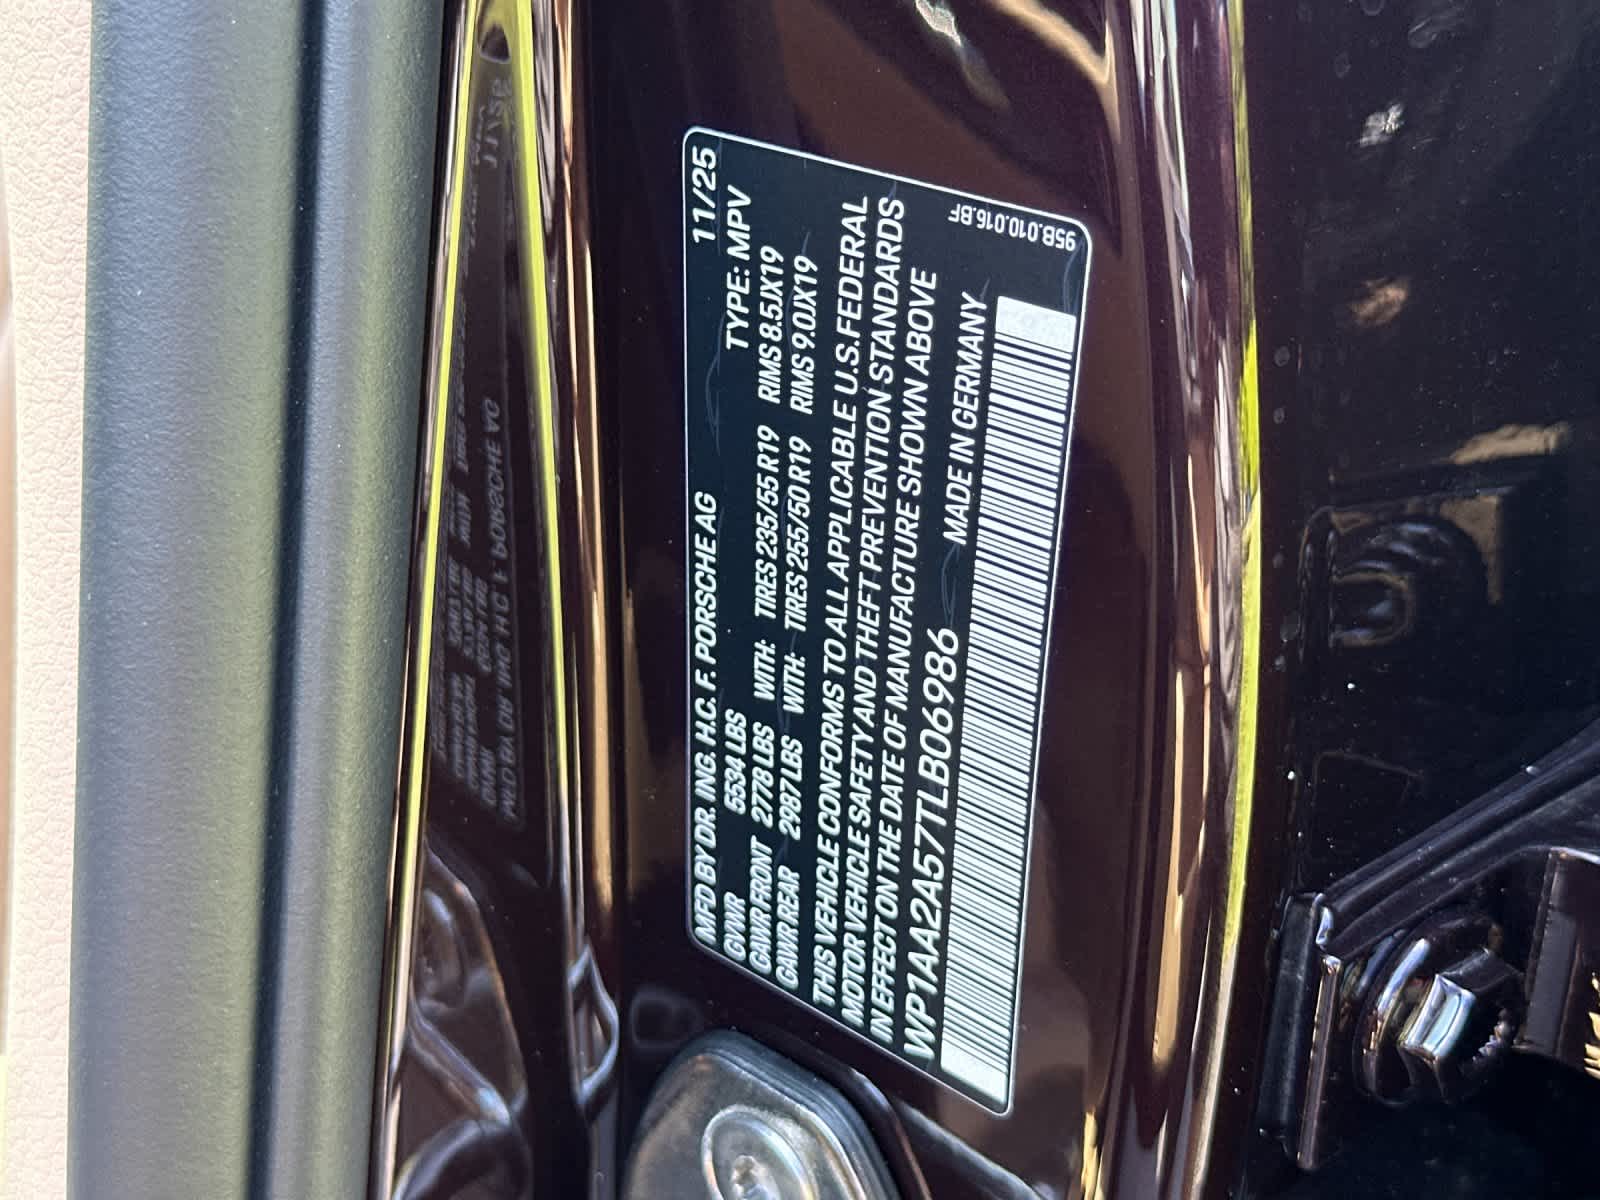 MFD BY DR. ING. H.C. F. PORSCHE AG 11/25
GVWR 5534 LBS TYPE: MPV
GAWR FRONT 2778 LBS WITH: TIRES 235/55 R19 RIMS 8.5JX19
GAWR REAR 2987 LBS WITH: TIRES 255/50 R19 RIMS 9.0JX19
THIS VEHICLE CONFORMS TO ALL APPLICABLE U.S. FEDERAL
MOTOR VEHICLE SAFETY AND THEFT PREVENTION STANDARDS
IN EFFECT ON THE DATE OF MANUFACTURE SHOWN ABOVE
WP1AA2A57TLB06986 MADE IN GERMANY
95B.010.016.BF